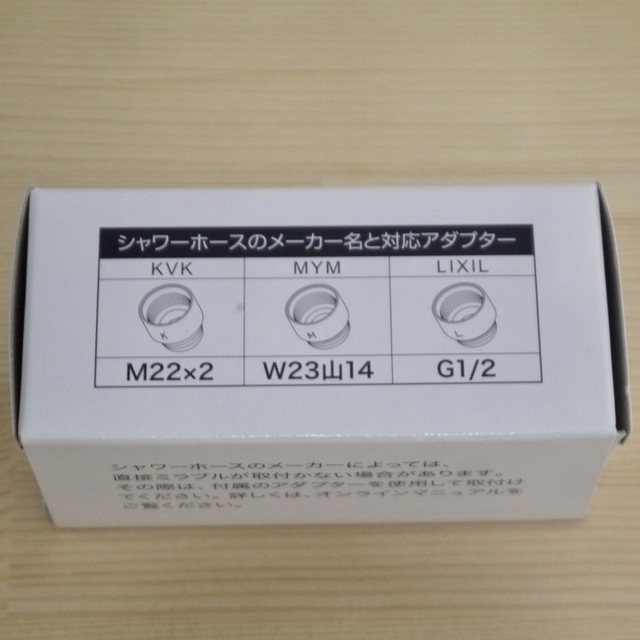 シャワーホースのメーカー名と対応アダプター
KVK MYM LIXIL
K M L
M22×2 W23山14 G1/2
シャワーホースのメーカーによっては、
直接ミラブルが取付かない場合があります。
その際は、付属のアダプターを使用して取付け
てください。詳しくは、オンラインマニュアルを
ご覧ください。